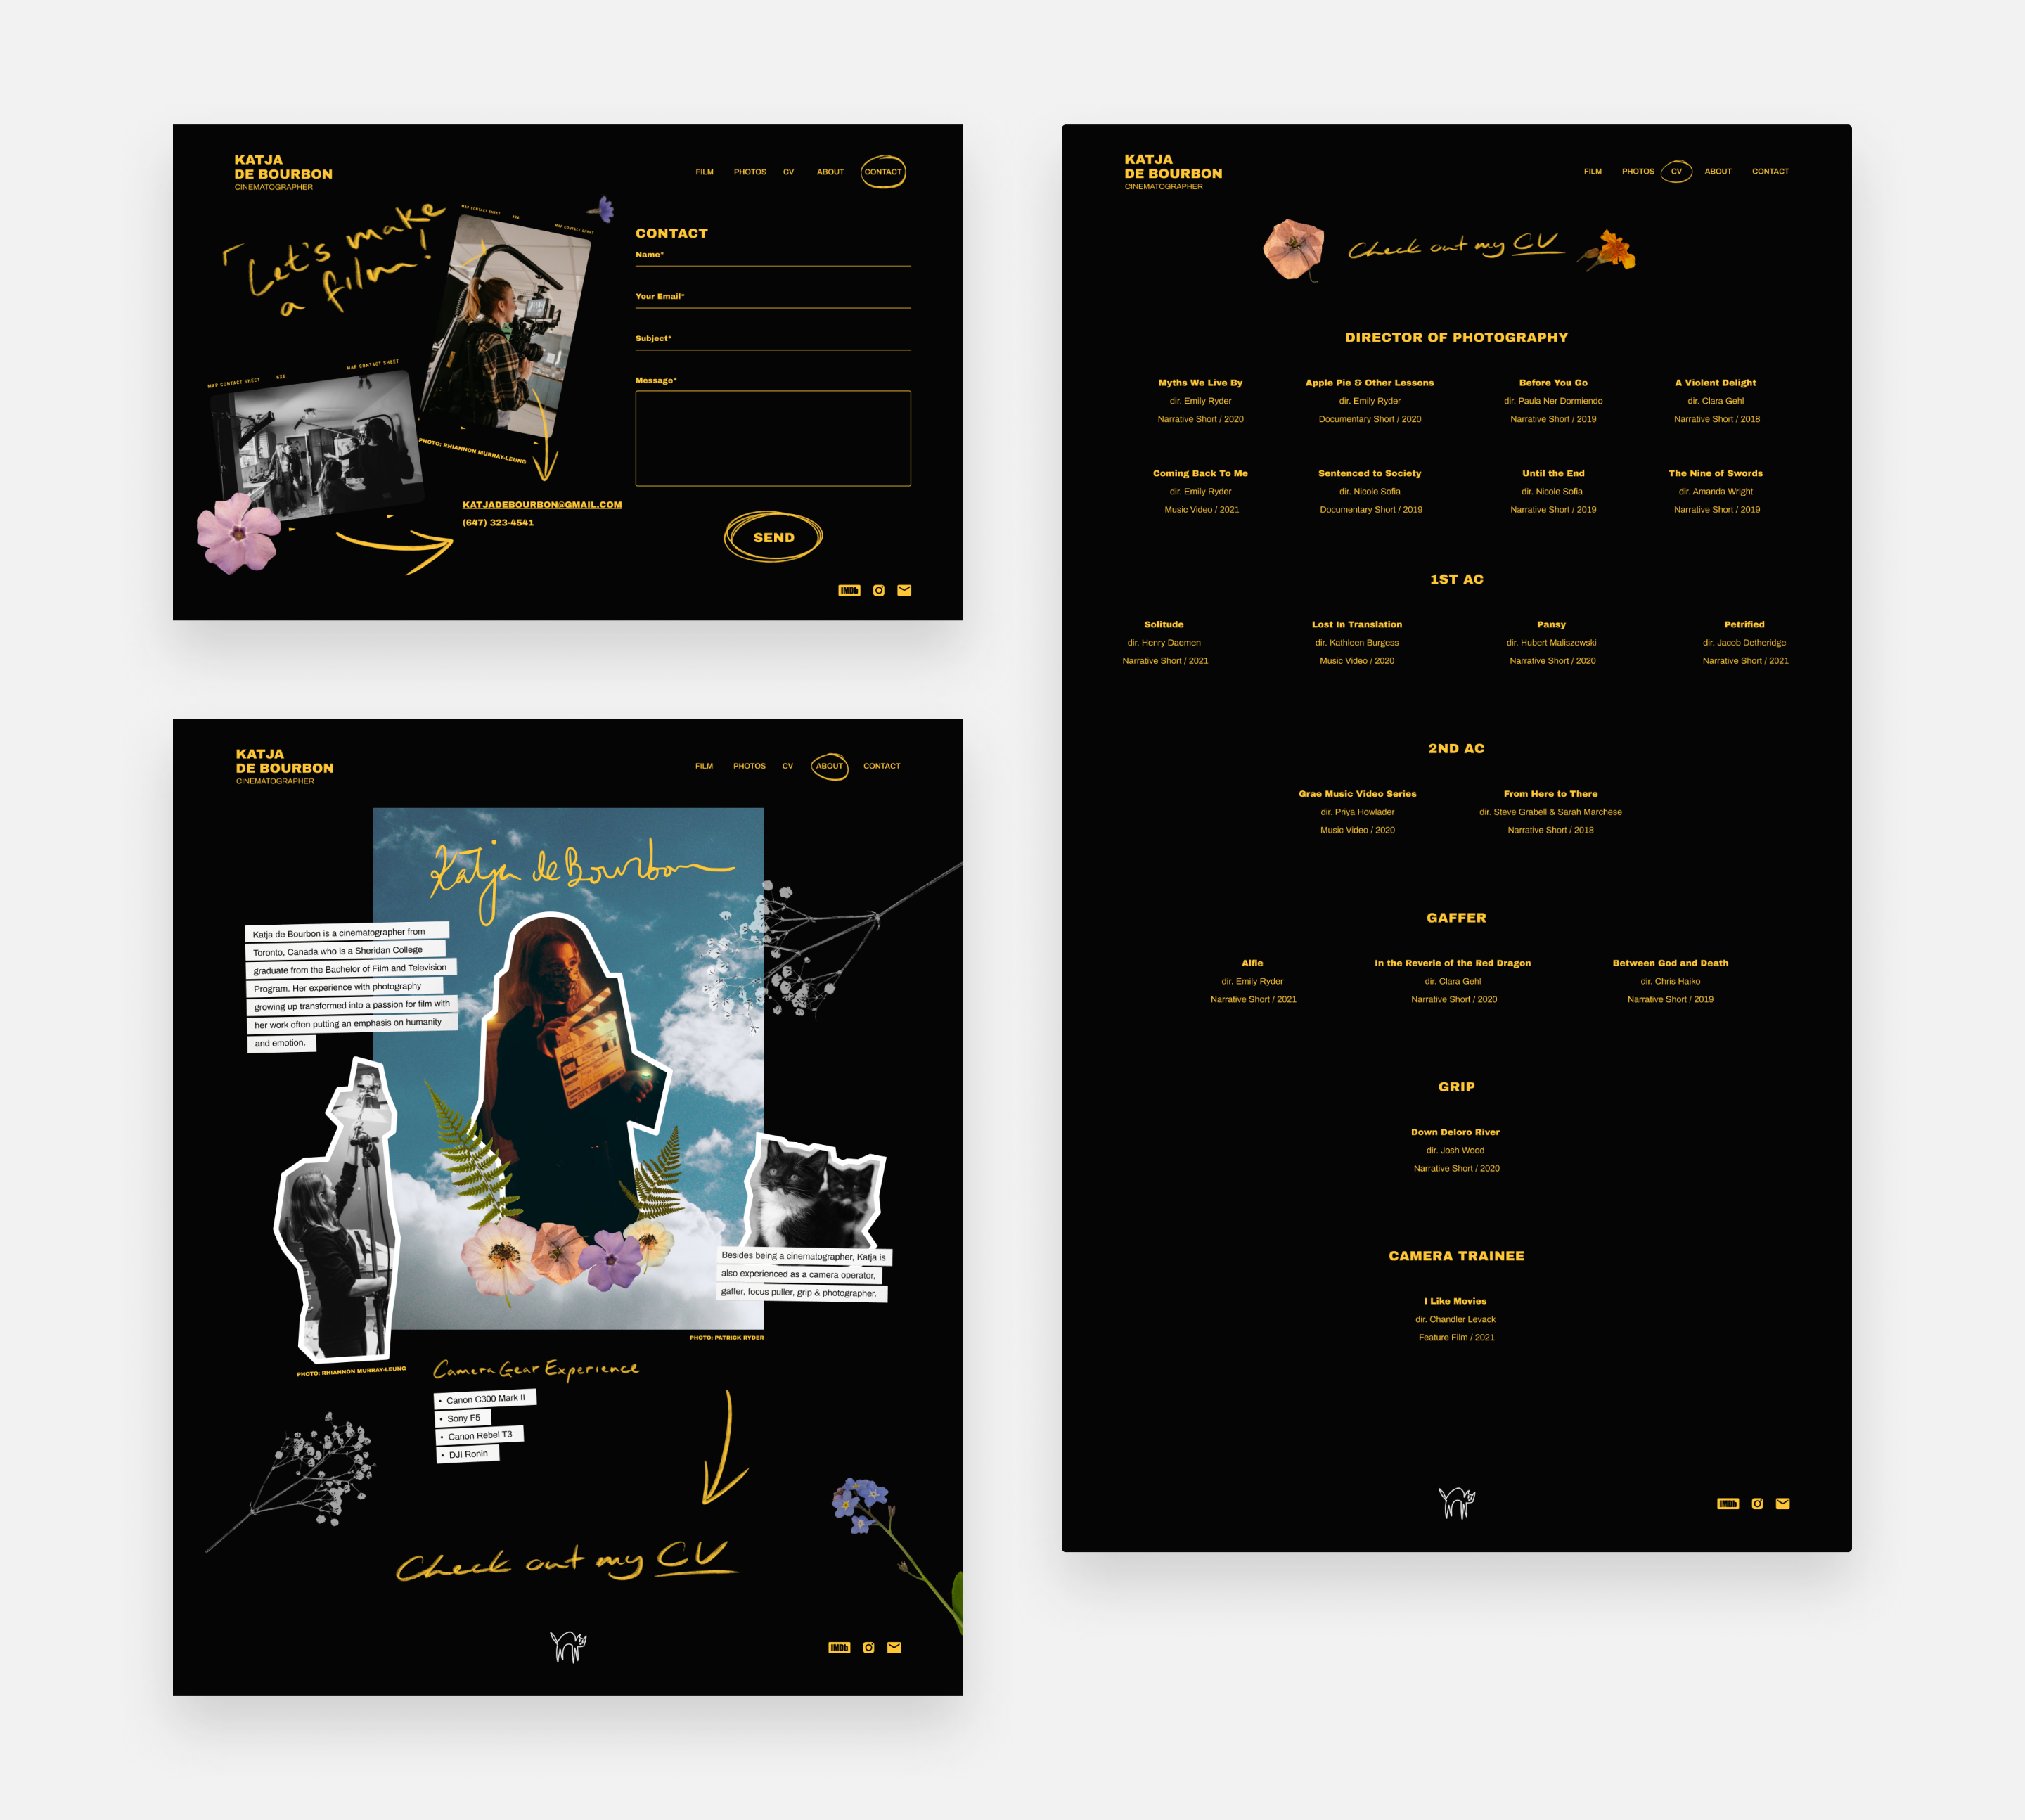 KATJA
DE BOURBON
CINEMATOGRAPHER
FILM PHOTOS CV ABOUT CONTACT
"Let's make
a film!
MAP CONTACT SHEET 6X6 MAP CONTACT SHEET
PHOTO: RHIANNON MURRAY-LEUNG
MAP CONTACT SHEET 6X6 MAP CONTACT SHEET
KATJADEBOURBON@GMAIL.COM
(647) 323-4541
CONTACT
Name*
Your Email*
Subject*
Message*
SEND
IMDb
KATJA
DE BOURBON
CINEMATOGRAPHER
FILM PHOTOS CV ABOUT CONTACT
Katja de Bourbon
Katja de Bourbon is a cinematographer from
Toronto, Canada who is a Sheridan College
graduate from the Bachelor of Film and Television
Program. Her experience with photography
growing up transformed into a passion for film with
her work often putting an emphasis on humanity
and emotion.
Besides being a cinematographer, Katja is
also experienced as a camera operator,
gaffer, focus puller, grip & photographer.
PHOTO: PATRICK RYDER
PHOTO: RHIANNON MURRAY-LEUNG
Camera Gear Experience
• Canon C300 Mark II
• Sony F5
• Canon Rebel T3
• DJI Ronin
Check out my CV
IMDb
KATJA
DE BOURBON
CINEMATOGRAPHER
FILM PHOTOS CV ABOUT CONTACT
Check out my CV
DIRECTOR OF PHOTOGRAPHY
Myths We Live By Apple Pie & Other Lessons Before You Go A Violent Delight
dir. Emily Ryder dir. Emily Ryder dir. Paula Ner Dormiendo dir. Clara Gehl
Narrative Short / 2020 Documentary Short / 2020 Narrative Short / 2019 Narrative Short / 2018
Coming Back To Me Sentenced to Society Until the End The Nine of Swords
dir. Emily Ryder dir. Nicole Sofia dir. Nicole Sofia dir. Amanda Wright
Music Video / 2021 Documentary Short / 2019 Narrative Short / 2019 Narrative Short / 2019
1ST AC
Solitude Lost In Translation Pansy Petrified
dir. Henry Daemen dir. Kathleen Burgess dir. Hubert Maliszewski dir. Jacob Detheridge
Narrative Short / 2021 Music Video / 2020 Narrative Short / 2020 Narrative Short / 2021
2ND AC
Grae Music Video Series From Here to There
dir. Priya Howlader dir. Steve Grabell & Sarah Marchese
Music Video / 2020 Narrative Short / 2018
GAFFER
Alfie In the Reverie of the Red Dragon Between God and Death
dir. Emily Ryder dir. Clara Gehl dir. Chris Haiko
Narrative Short / 2021 Narrative Short / 2020 Narrative Short / 2019
GRIP
Down Deloro River
dir. Josh Wood
Narrative Short / 2020
CAMERA TRAINEE
I Like Movies
dir. Chandler Levack
Feature Film / 2021
IMDb